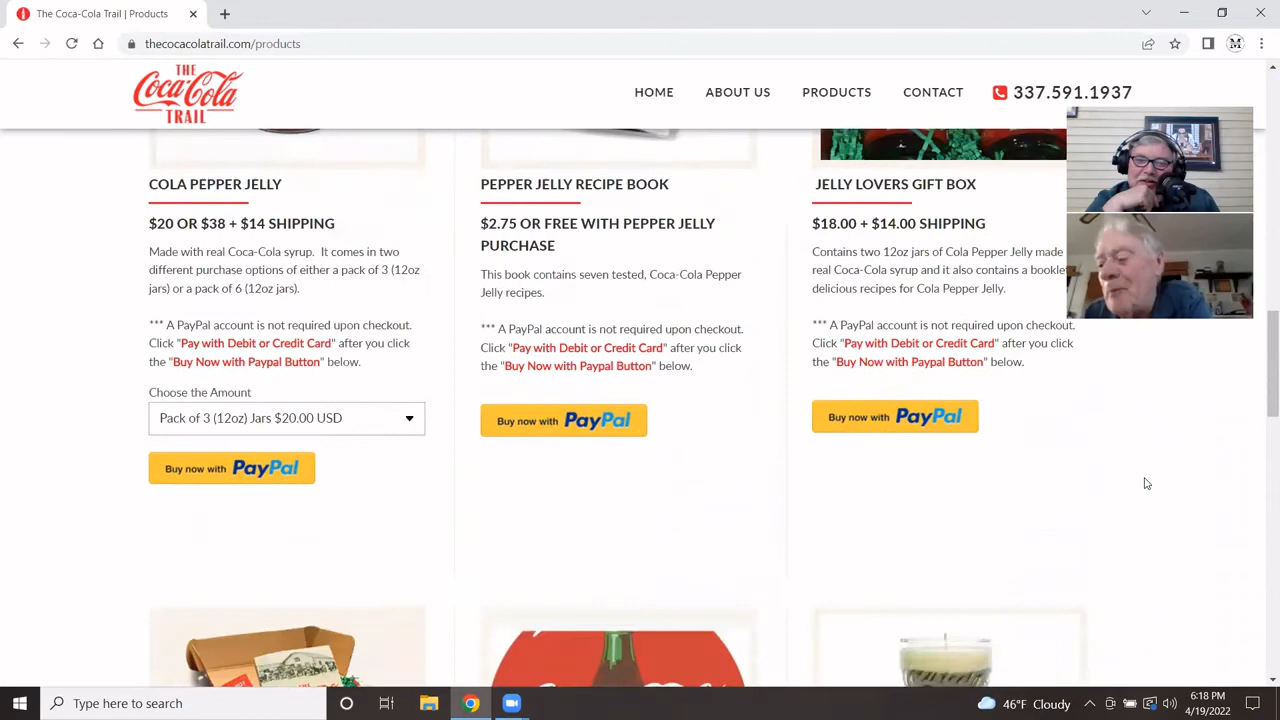 The Coca-Cola Trail | Products
thecocacolatrail.com/products
M
THE
Coca-Cola
TRAIL
HOME
ABOUT US
PRODUCTS
CONTACT
337.591.1937
COLA PEPPER JELLY
$20 OR $38 + $14 SHIPPING
Made with real Coca-Cola syrup. It comes in two
different purchase options of either a pack of 3 (12oz
jars) or a pack of 6 (12oz jars).
*** A PayPal account is not required upon checkout.
Click "Pay with Debit or Credit Card" after you click
the "Buy Now with Paypal Button" below.
Choose the Amount
Pack of 3 (12oz) Jars $20.00 USD
Buy now with PayPal
PEPPER JELLY RECIPE BOOK
$2.75 OR FREE WITH PEPPER JELLY
PURCHASE
This book contains seven tested, Coca-Cola Pepper
Jelly recipes.
*** A PayPal account is not required upon checkout.
Click "Pay with Debit or Credit Card" after you click
the "Buy Now with Paypal Button" below.
Buy now with PayPal
JELLY LOVERS GIFT BOX
$18.00 + $14.00 SHIPPING
Contains two 12oz jars of Cola Pepper Jelly made
real Coca-Cola syrup and it also contains a bookle
delicious recipes for Cola Pepper Jelly.
*** A PayPal account is not required upon checkout.
Click "Pay with Debit or Credit Card" after you click
the "Buy Now with Paypal Button" below.
Buy now with PayPal
Type here to search
46°F Cloudy
6:18 PM
4/19/2022